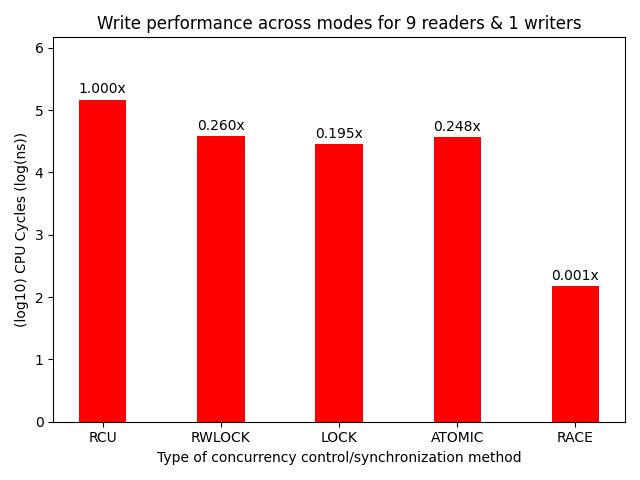 Write performance across modes for 9 readers & 1 writers
(log10) CPU Cycles (log(ns))
6
5
4
3
2
1
0
1.000x
0.260x
0.195x
0.248x
0.001x
RCU
RWLOCK
LOCK
ATOMIC
RACE
Type of concurrency control/synchronization method